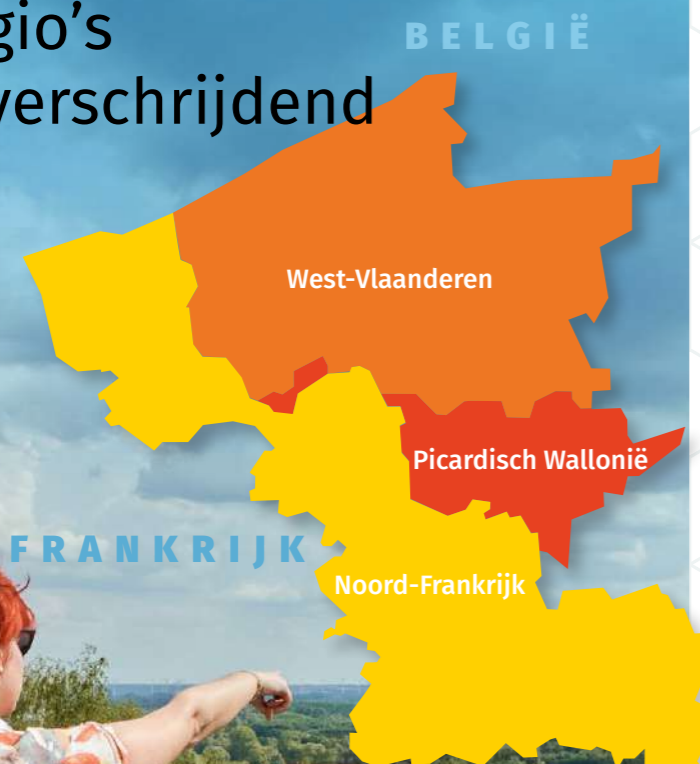 gio's
verschrijdend
BELGIË
West-Vlaanderen
Picardisch Wallonië
FRANKRIJK
Noord-Frankrijk